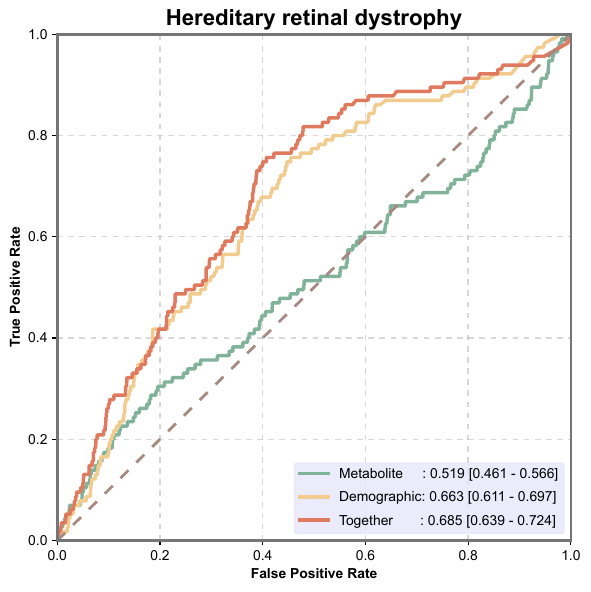 Hereditary retinal dystrophy
True Positive Rate
1.0
0.8
0.6
0.4
0.2
0.0
Metabolite : 0.519 [0.461 - 0.566]
Demographic: 0.663 [0.611 - 0.697]
Together : 0.685 [0.639 - 0.724]
0.0 0.2 0.4 0.6 0.8 1.0
False Positive Rate